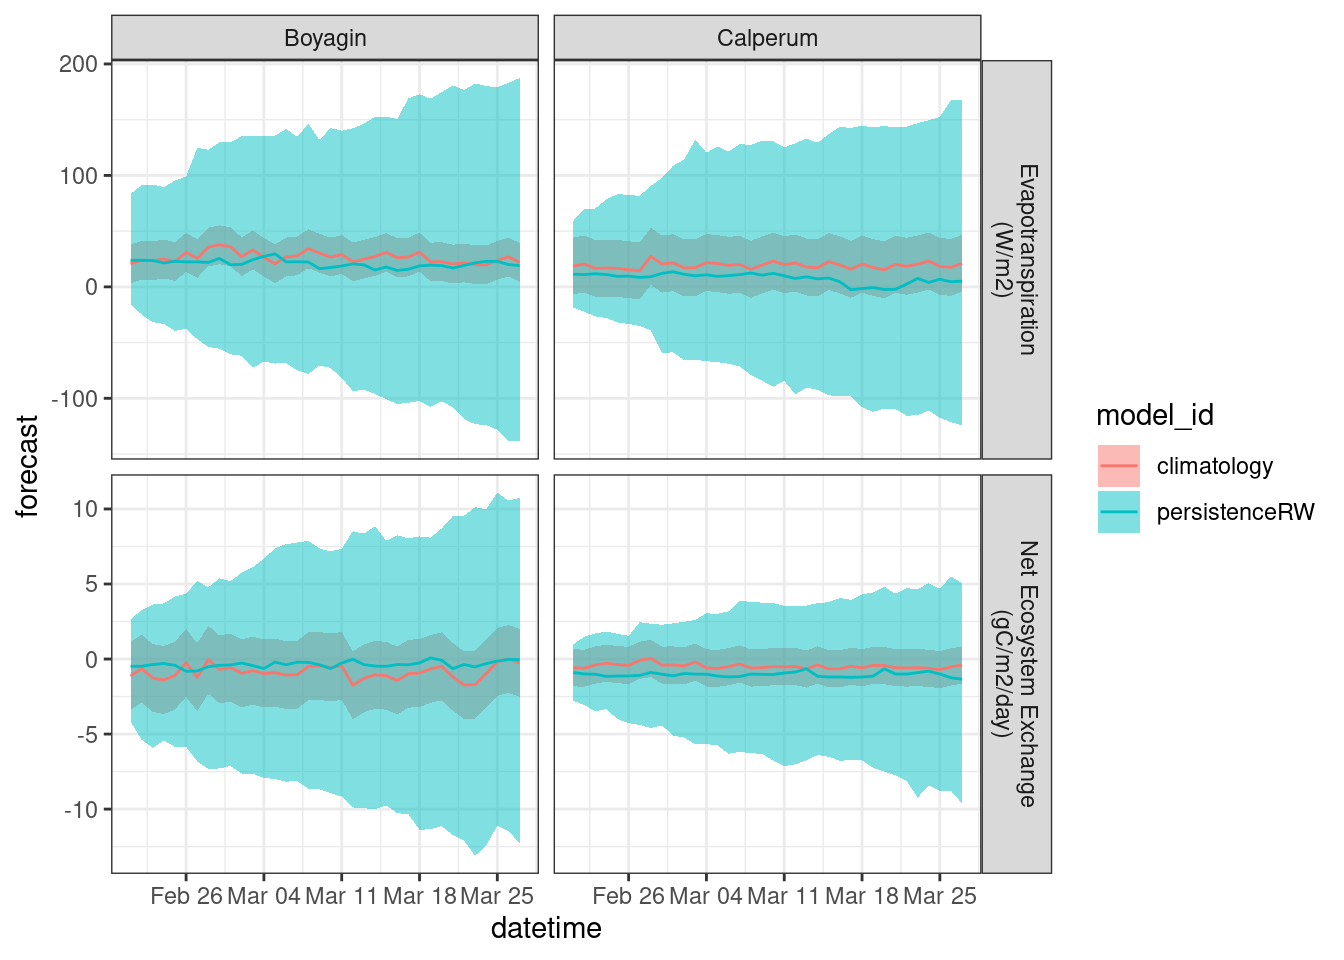 Boyagin
Calperum
200
100
0
-100
Evapotranspiration
(W/m2)
10
5
0
-5
-10
Net Ecosystem Exchange
(gC/m2/day)
forecast
Feb 26 Mar 04 Mar 11 Mar 18 Mar 25
Feb 26 Mar 04 Mar 11 Mar 18 Mar 25
datetime
model_id
climatology
persistenceRW